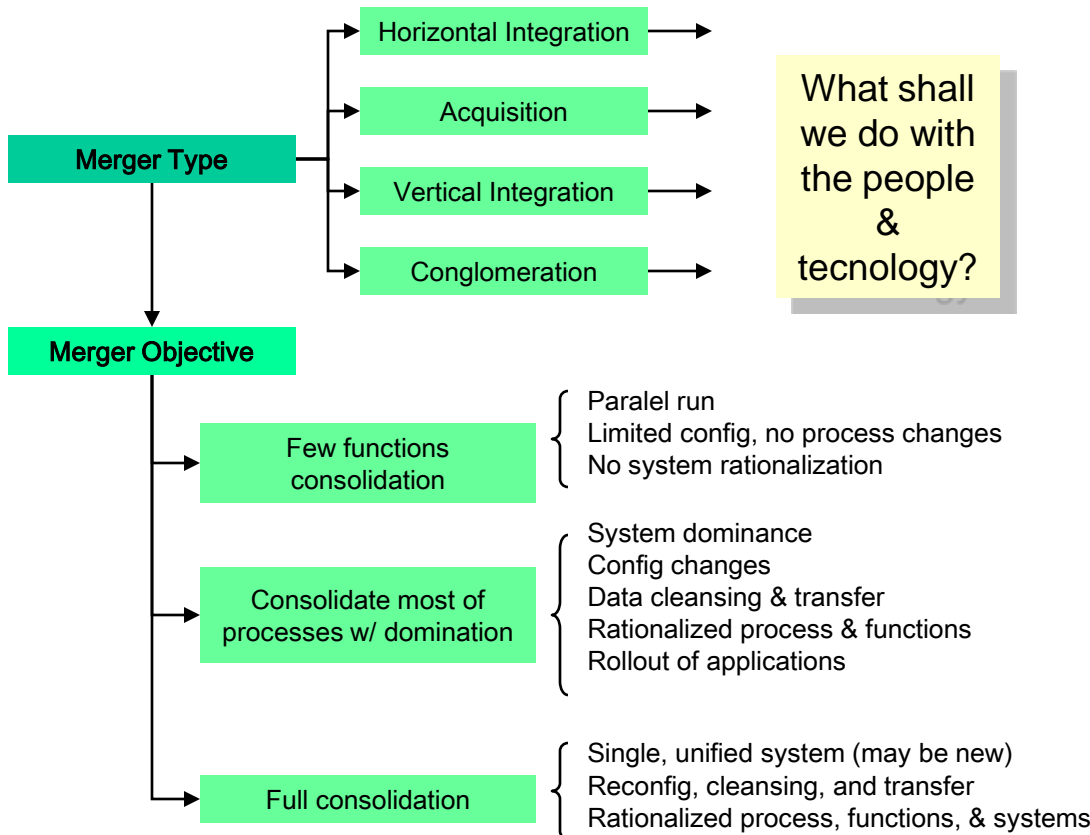 Horizontal Integration
Acquisition
Merger Type
Vertical Integration
Conglomeration
What shall
we do with
the people
&
tecnology?
Merger Objective
Few functions
consolidation
Paralel run
Limited config, no process changes
No system rationalization
Consolidate most of
processes w/ domination
System dominance
Config changes
Data cleansing & transfer
Rationalized process & functions
Rollout of applications
Full consolidation
Single, unified system (may be new)
Reconfig, cleansing, and transfer
Rationalized process, functions, & systems